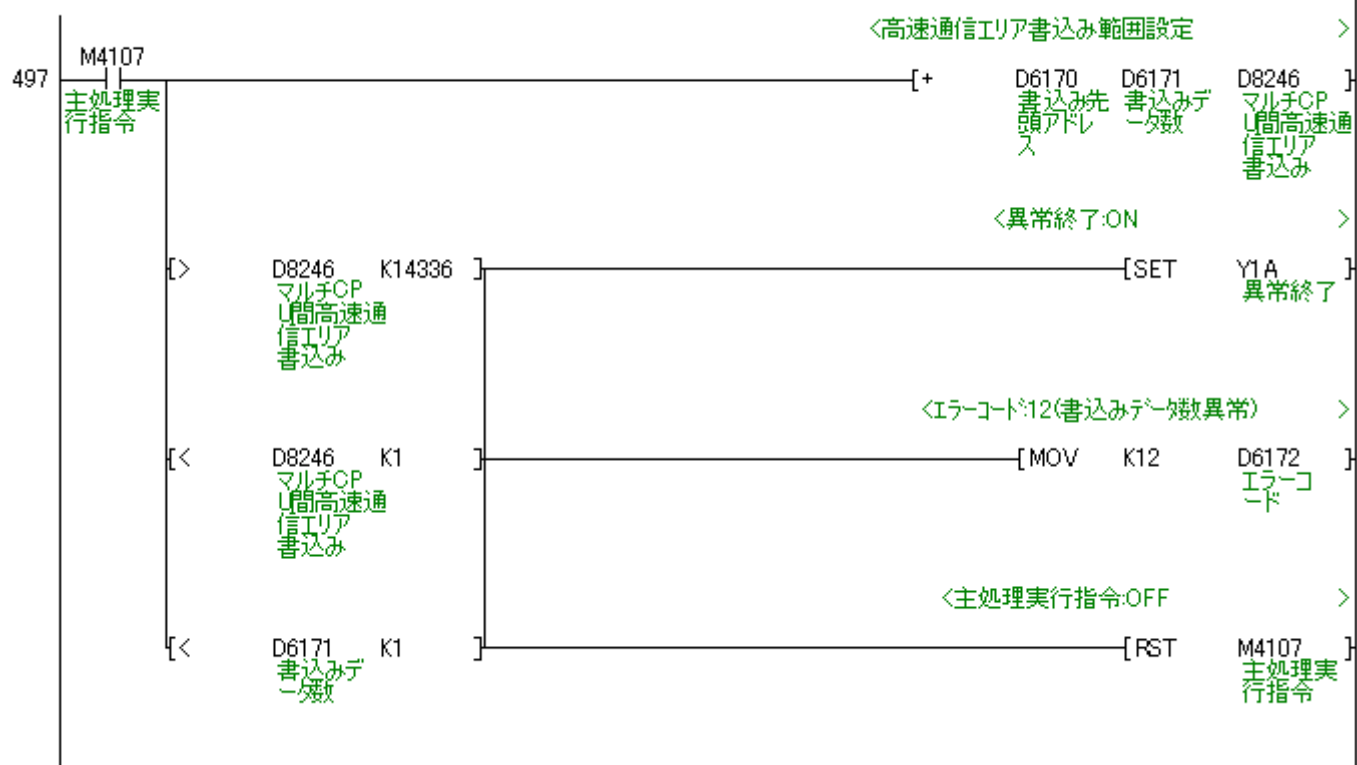 <高速通信エリア書込み範囲設定 >
M4107
497
[+ D6170 D6171 D8246 ]
主処理実
行指令
書込み先
頭アドレ
ス
書込みデ
ータ数
マルチCP
U間高速通
信エリア
書込み
<異常終了:ON >
[> D8246 K14336 ]
[SET Y1A ]
マルチCP
U間高速通
信エリア
書込み
異常終了
<エラーコード:12(書込みデータ数異常) >
[< D8246 K1 ]
[MOV K12 D6172 ]
マルチCP
U間高速通
信エリア
書込み
エラーコ
ード
<主処理実行指令:OFF >
[< D6171 K1 ]
[RST M4107 ]
書込みデ
ータ数
主処理実
行指令